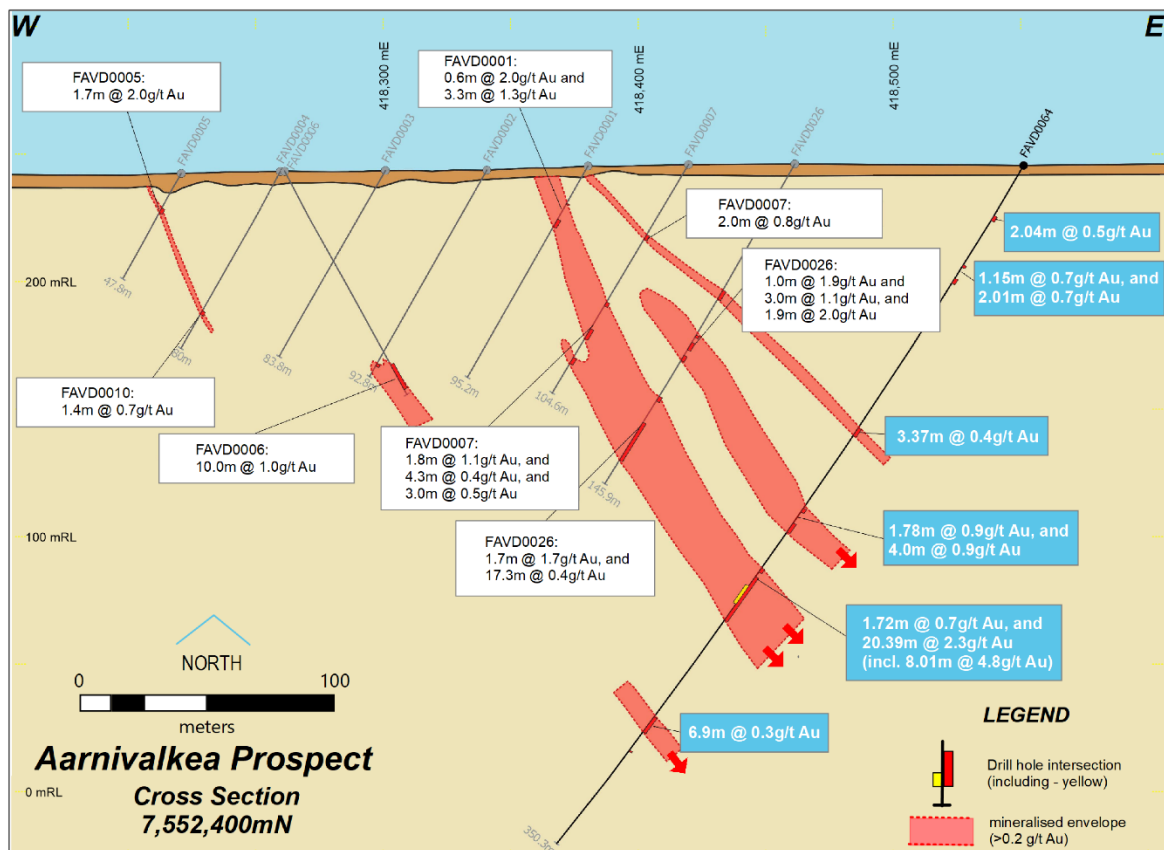 W
E
418,300 mE
418,400 mE
418,500 mE
FAVD0005:
1.7m @ 2.0g/t Au
FAVD0001:
0.6m @ 2.0g/t Au and
3.3m @ 1.3g/t Au
FAVD0005
FAVD0004
FAVD0006
FAVD0003
FAVD0002
FAVD0001
FAVD0007
FAVD0026
FAVD0064
FAVD0007:
2.0m @ 0.8g/t Au
2.04m @ 0.5g/t Au
200 mRL
47.8m
FAVD0026:
1.0m @ 1.9g/t Au and
3.0m @ 1.1g/t Au, and
1.9m @ 2.0g/t Au
1.15m @ 0.7g/t Au, and
2.01m @ 0.7g/t Au
80m
83.8m
92.8m
95.2m
104.6m
FAVD0010:
1.4m @ 0.7g/t Au
FAVD0006:
10.0m @ 1.0g/t Au
FAVD0007:
1.8m @ 1.1g/t Au, and
4.3m @ 0.4g/t Au, and
3.0m @ 0.5g/t Au
145.9m
3.37m @ 0.4g/t Au
100 mRL
FAVD0026:
1.7m @ 1.7g/t Au, and
17.3m @ 0.4g/t Au
1.78m @ 0.9g/t Au, and
4.0m @ 0.9g/t Au
1.72m @ 0.7g/t Au, and
20.39m @ 2.3g/t Au
(incl. 8.01m @ 4.8g/t Au)
NORTH
0
100
meters
6.9m @ 0.3g/t Au
Aarnivalkea Prospect
Cross Section
7,552,400mN
0 mRL
350.3m
LEGEND
Drill hole intersection
(including - yellow)
mineralised envelope
(>0.2 g/t Au)